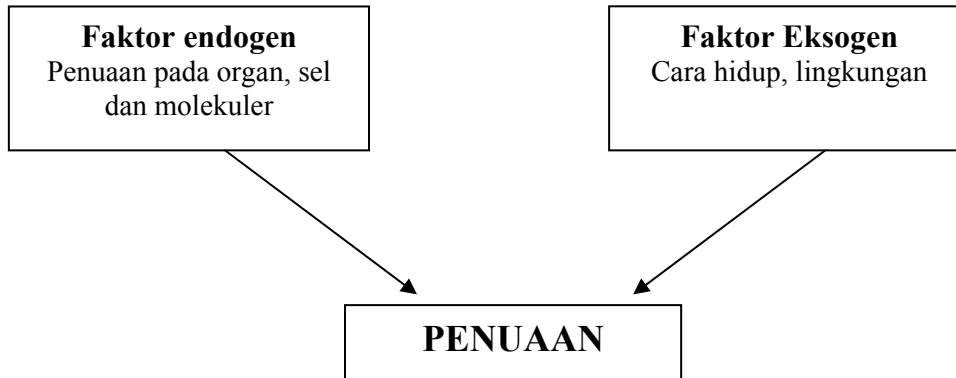 Faktor endogen
Penuaan pada organ, sel
dan molekuler
Faktor Eksogen
Cara hidup, lingkungan
PENUAAN